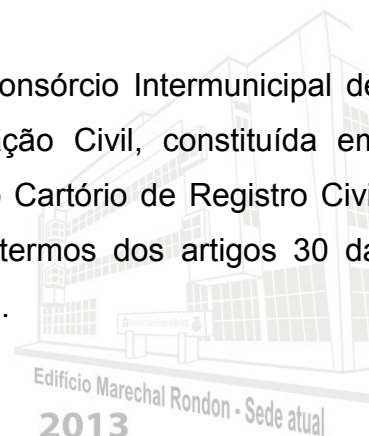 onsórcio Intermunicipal de
ção Civil, constituída em
Cartório de Registro Civi
termos dos artigos 30 da
.
Edifício Marechal Rondon - Sede atual
2013